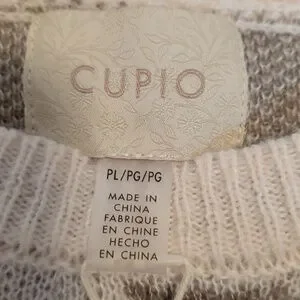 CUPIO
PL/PG/PG
MADE IN
CHINA
FABRIQUE
EN CHINE
HECHO
EN CHINA